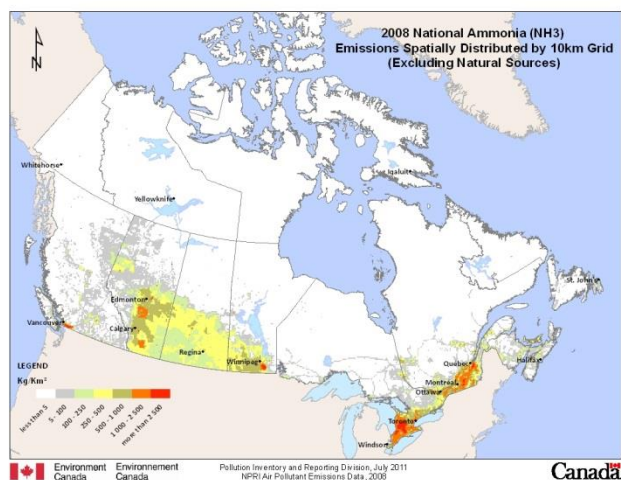 2008 National Ammonia (NH3)
Emissions Spatially Distributed by 10km Grid
(Excluding Natural Sources)
N
Whitehorse
Iqaluit
Yellowknife
St. John's
Edmonton
Vancouver
Calgary
Regina
Winnipeg
Quebec
Halifax
Montreal
Ottawa
Toronto
Windsor
LEGEND
Kg/Km²
less than 5
5 - 100
100 - 250
250 - 500
500 - 1 000
1 000 - 2 500
more than 2 500
Environment Canada
Environnement Canada
Pollution Inventory and Reporting Division, July 2011
NPRI Air Pollutant Emissions Data, 2008
Canada